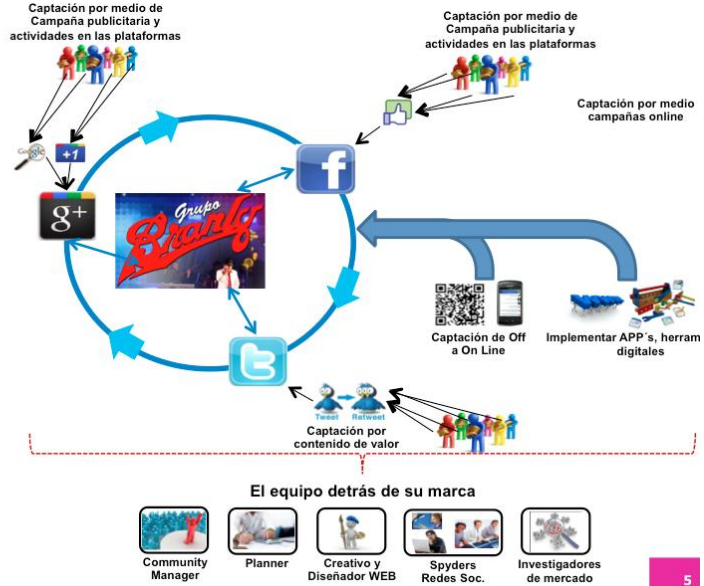 Captación por medio de
Campaña publicitaria y
actividades en las plataformas
Captación por medio de
Campaña publicitaria y
actividades en las plataformas
Captación por medio
campañas online
Google
+1
g+
f
Grupo
Branly
Captación de Off
a On Line
Implementar APP´s, herram
digitales
t
Tweet
Retweet
Captación por
contenido de valor
El equipo detrás de su marca
Community
Manager
Planner
Creativo y
Diseñador WEB
Spyders
Redes Soc.
Investigadores
de mercado
5